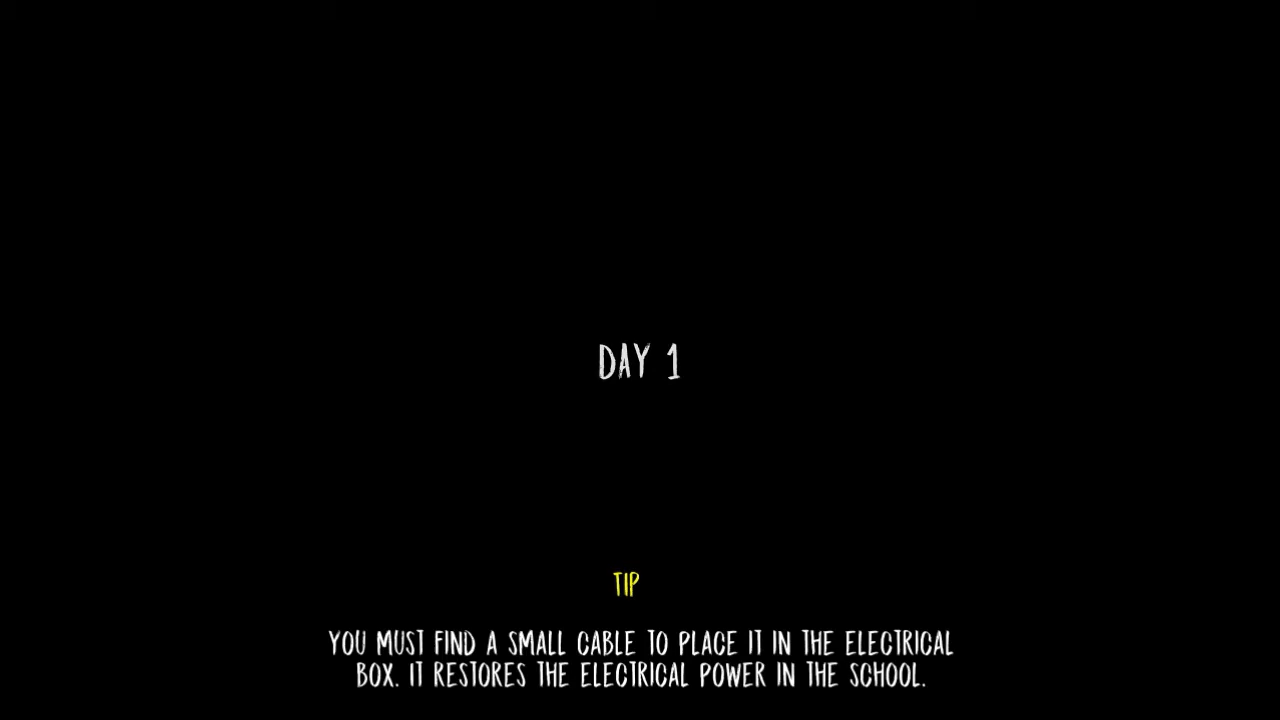 DAY 1
TIP
YOU MUST FIND A SMALL CABLE TO PLACE IT IN THE ELECTRICAL
BOX. IT RESTORES THE ELECTRICAL POWER IN THE SCHOOL.